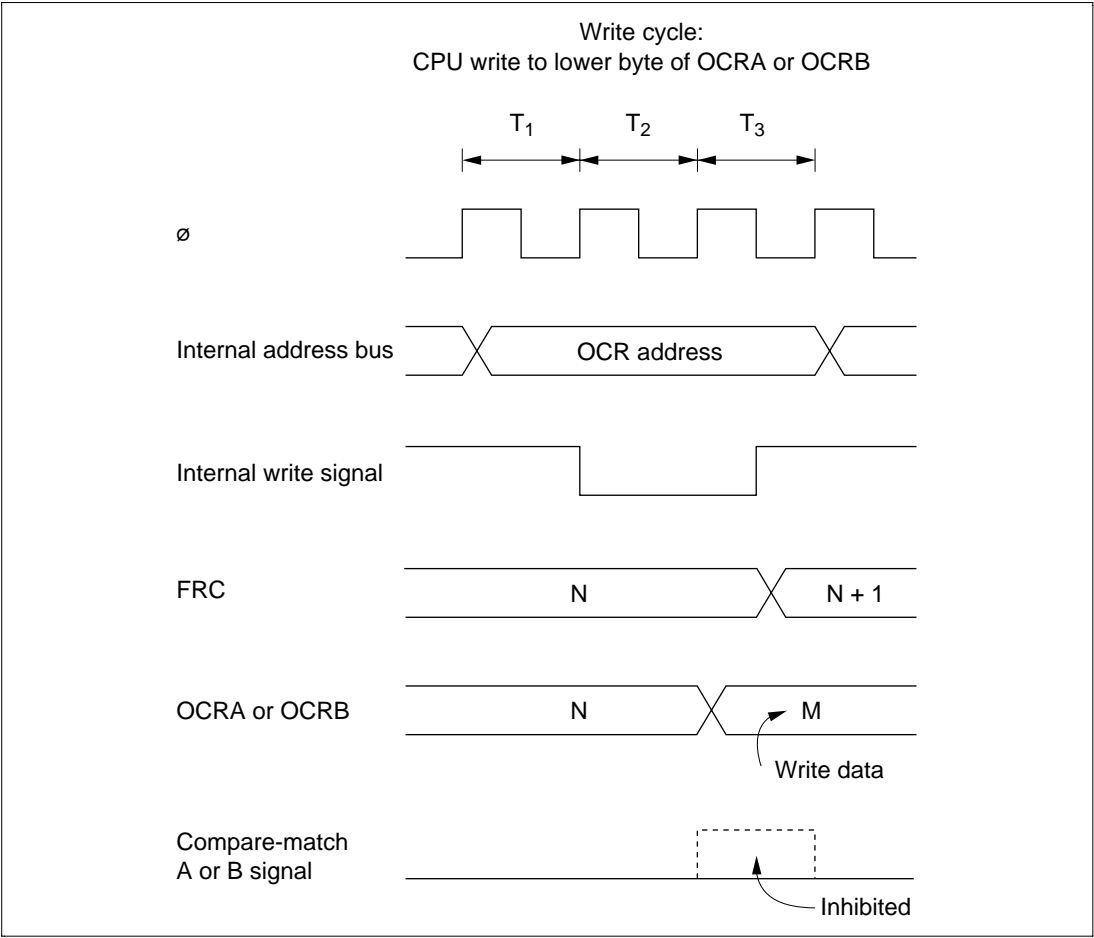 Write cycle:
CPU write to lower byte of OCRA or OCRB
T1 T2 T3
ø
Internal address bus
OCR address
Internal write signal
FRC
N
N + 1
OCRA or OCRB
N
M
Write data
Compare-match
A or B signal
Inhibited